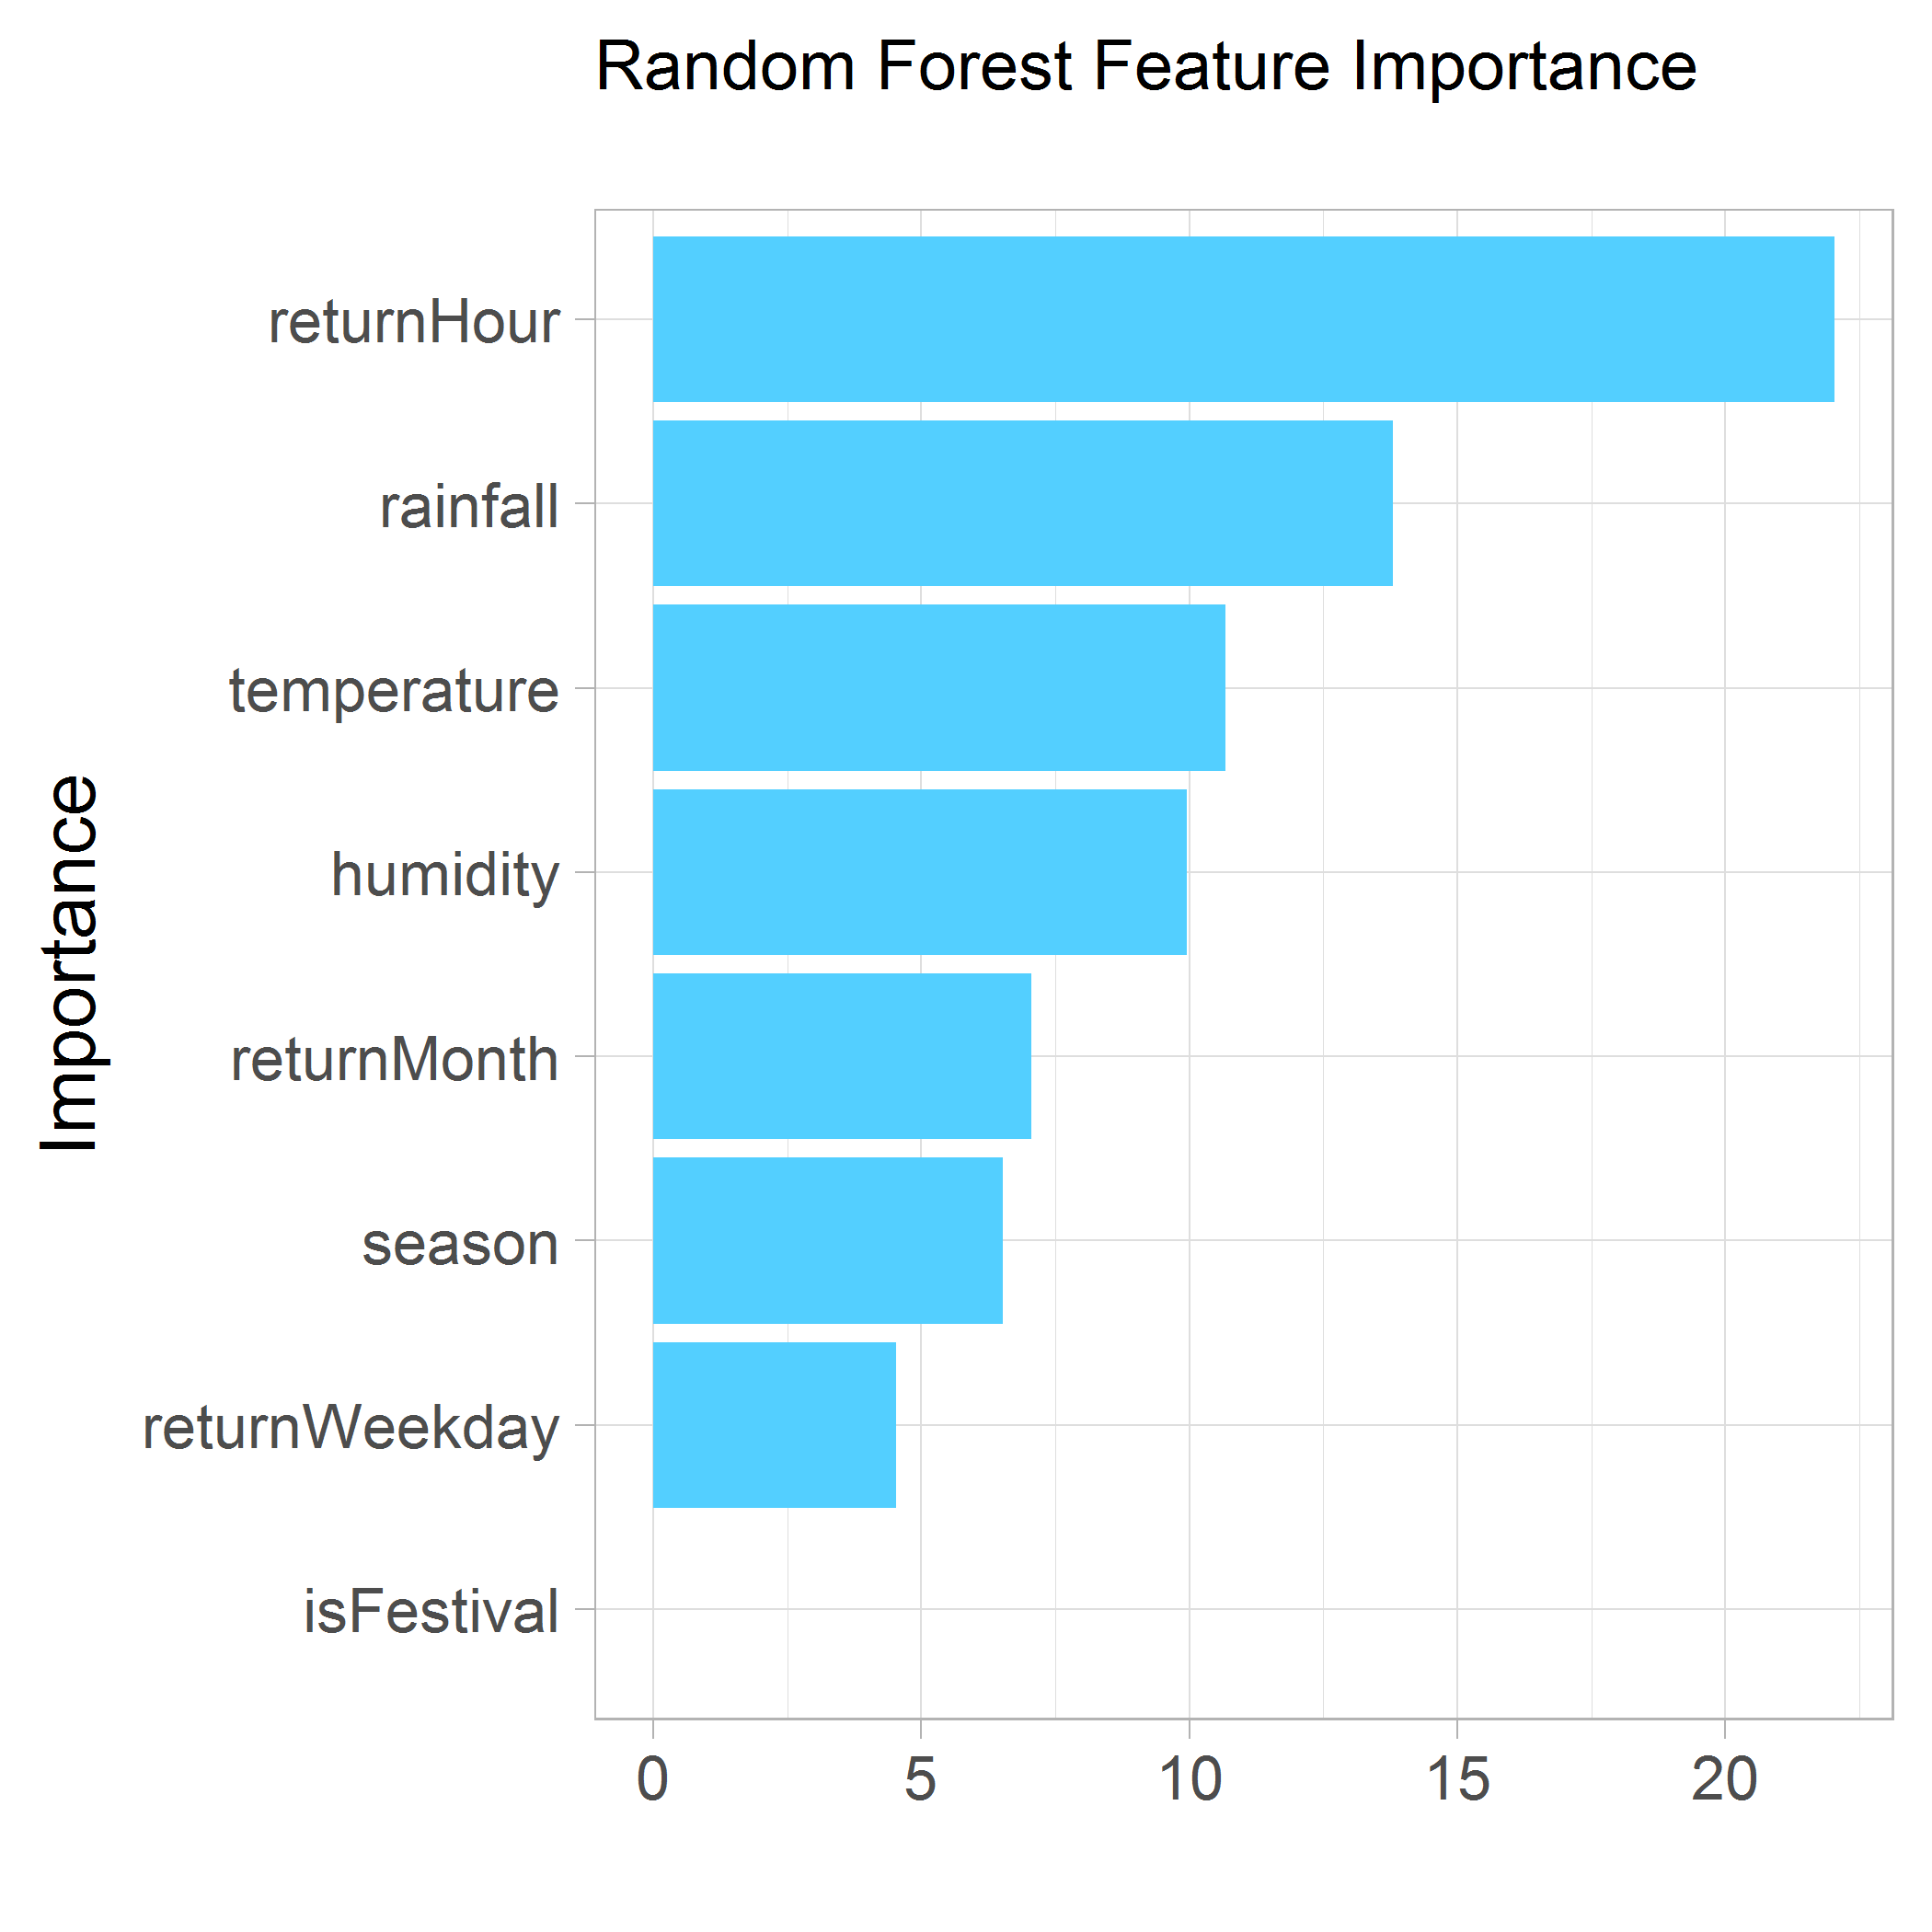 Random Forest Feature Importance
Importance
returnHour
rainfall
temperature
humidity
returnMonth
season
returnWeekday
isFestival
0 5 10 15 20